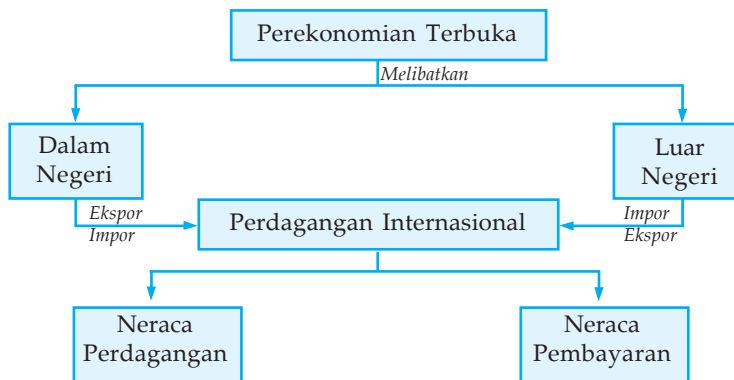 Perekonomian Terbuka
Melibatkan
Dalam
Negeri
Luar
Negeri
Ekspor
Impor
Perdagangan Internasional
Impor
Ekspor
Neraca
Perdagangan
Neraca
Pembayaran